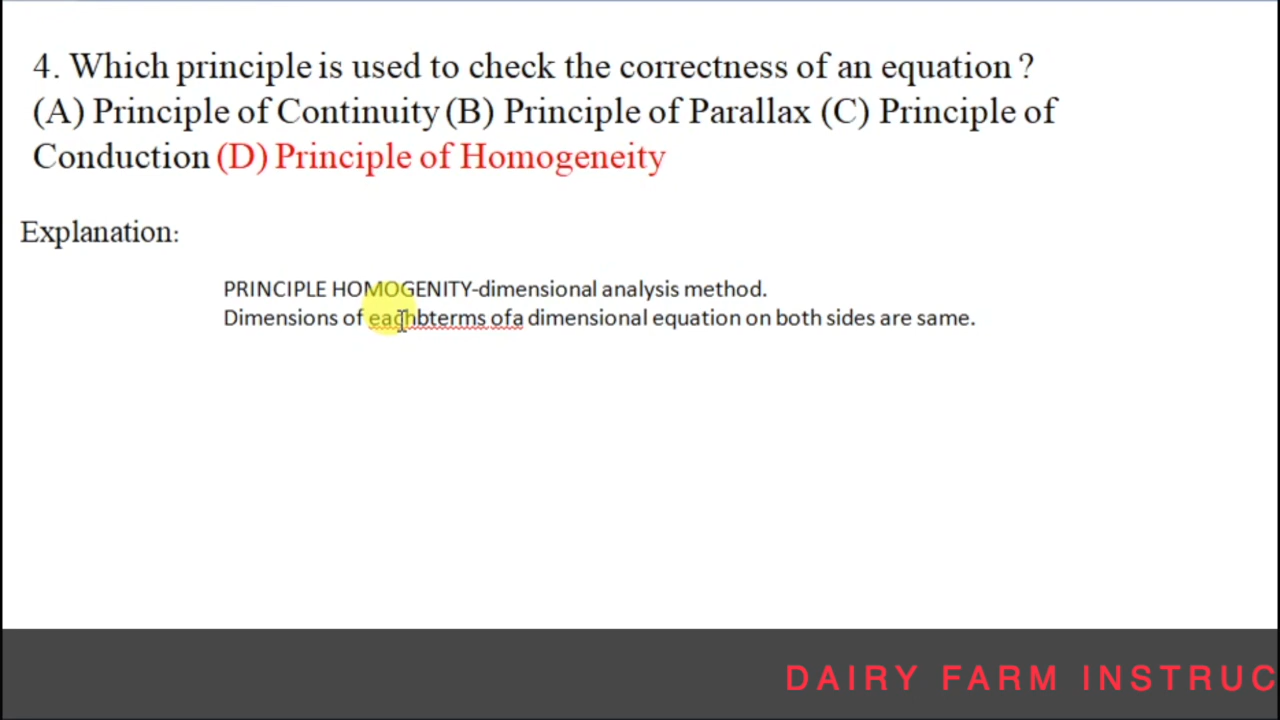 4. Which principle is used to check the correctness of an equation ?
(A) Principle of Continuity (B) Principle of Parallax (C) Principle of
Conduction (D) Principle of Homogeneity
Explanation:
PRINCIPLE HOMOGENITY-dimensional analysis method.
Dimensions of eachbterms ofa dimensional equation on both sides are same.
DAIRY FARM INSTRUC